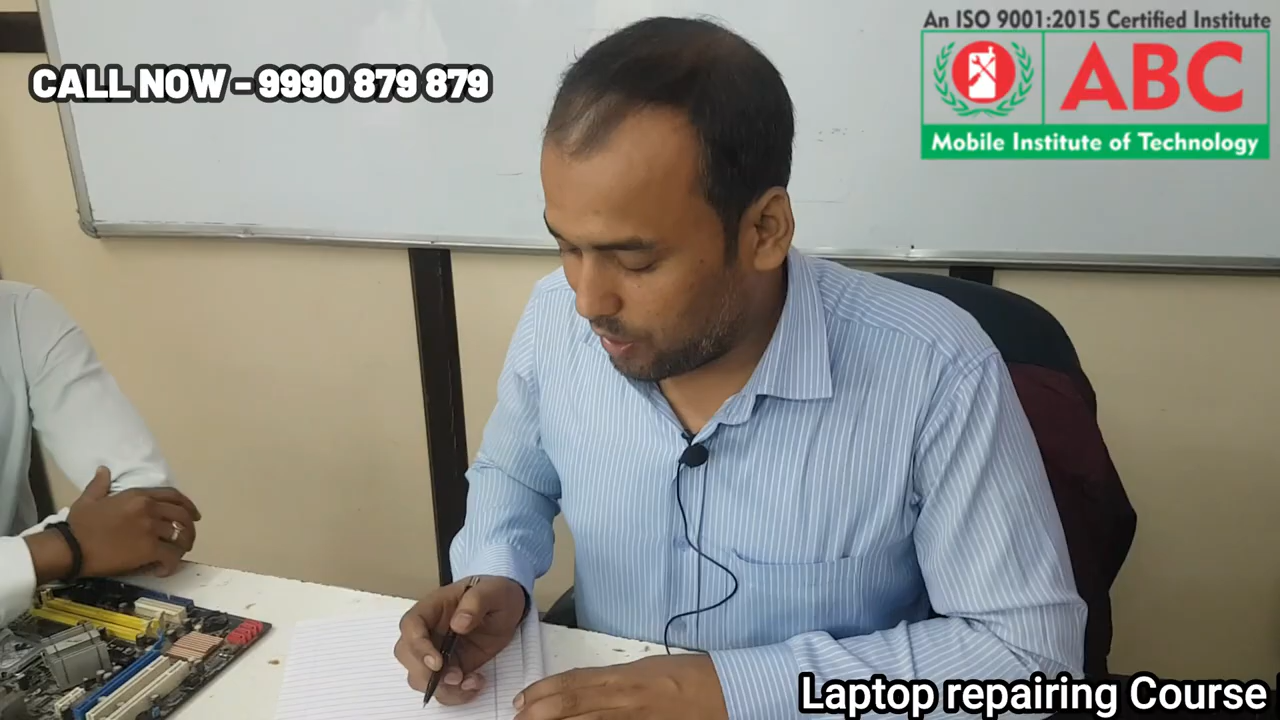 An ISO 9001:2015 Certified Institute
CALL NOW - 9990 879 879
ABC
Mobile Institute of Technology
Laptop repairing Course